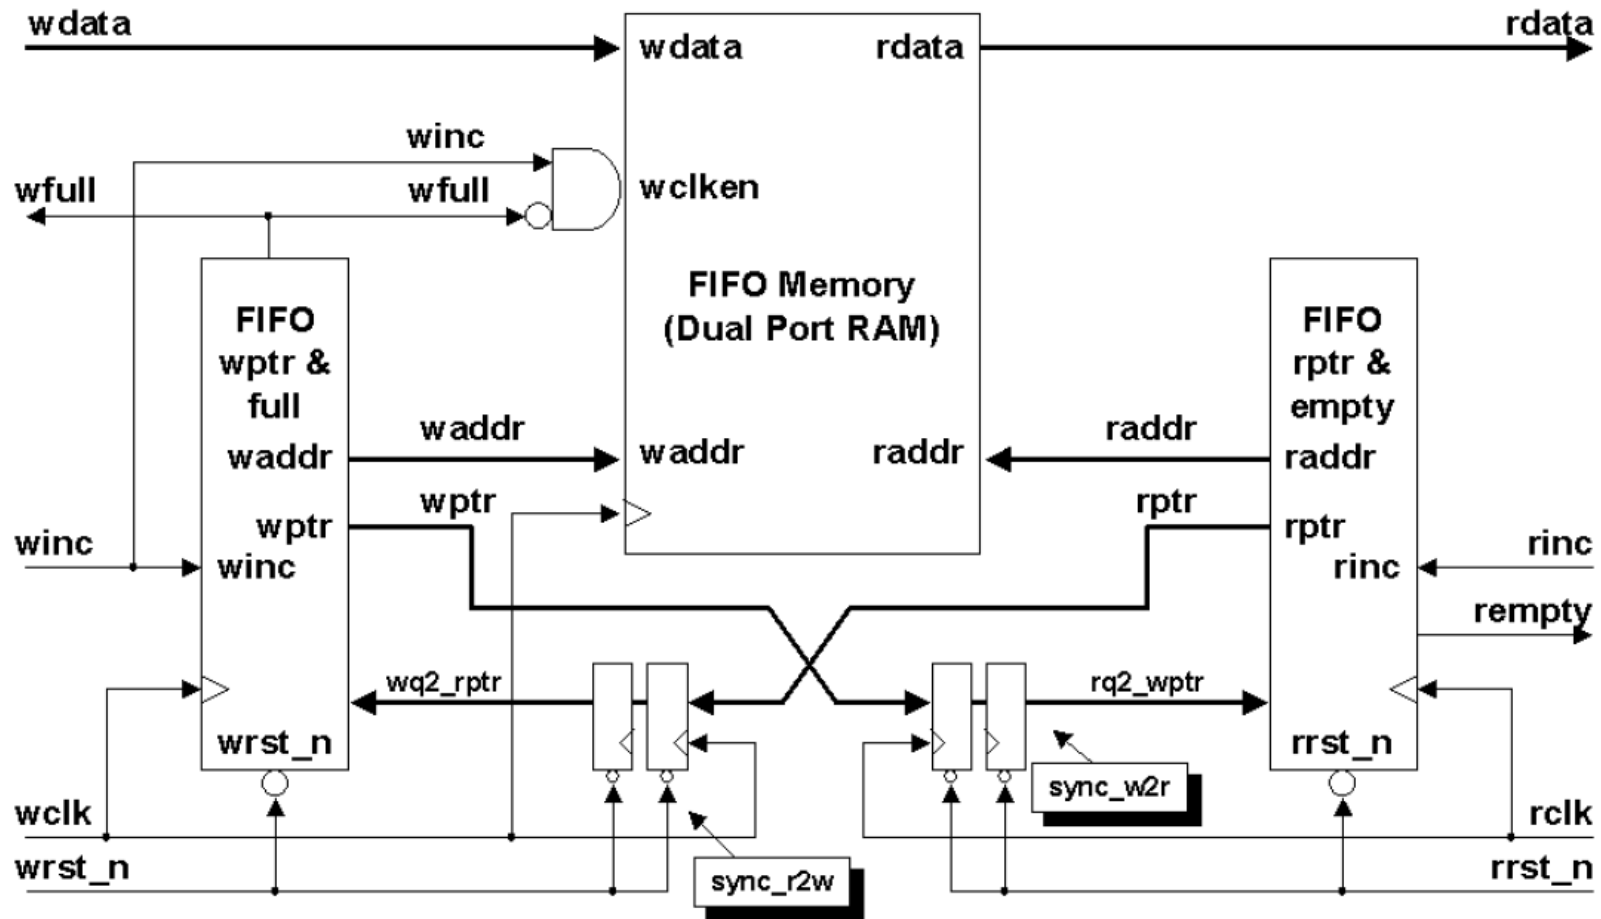 wdata
rdata
wdata
rdata
winc
wfull
wfull
wclken
FIFO Memory
(Dual Port RAM)
FIFO
wptr &
full
FIFO
rptr &
empty
waddr
waddr
waddr
raddr
raddr
raddr
wptr
wptr
rptr
rptr
winc
winc
rinc
rinc
rempty
wq2_rptr
rq2_wptr
wrst_n
rrst_n
sync_w2r
wclk
rclk
wrst_n
sync_r2w
rrst_n